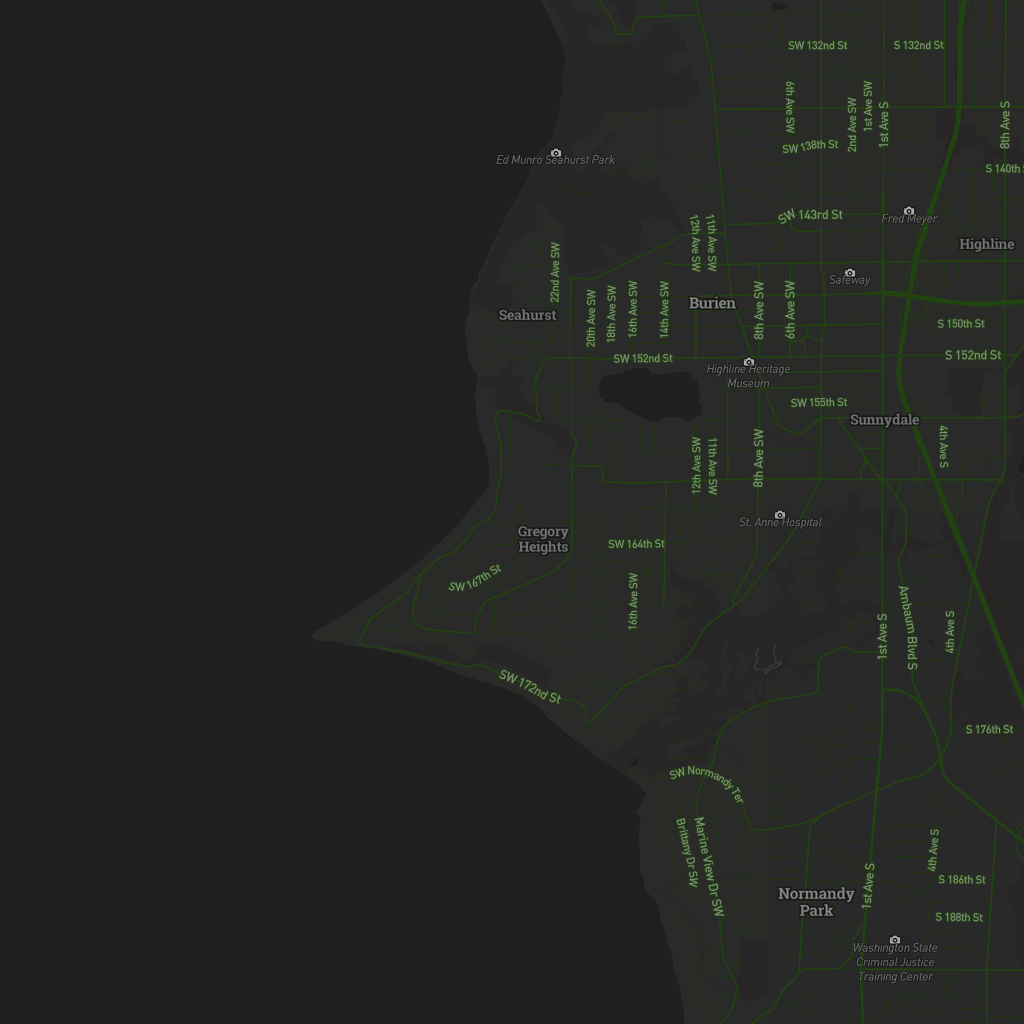 SW 132nd St
S 132nd St
6th Ave SW
2nd Ave SW
1st Ave SW
1st Ave S
8th Ave S
SW 138th St
Ed Munro Seahurst Park
S 140th
SW 143rd St
Fred Meyer
12th Ave SW
11th Ave SW
Highline
22nd Ave SW
Safeway
20th Ave SW
18th Ave SW
16th Ave SW
14th Ave SW
Burien
8th Ave SW
6th Ave SW
Seahurst
S 150th St
SW 152nd St
S 152nd St
Highline Heritage
Museum
SW 155th St
Sunnydale
12th Ave SW
11th Ave SW
8th Ave SW
4th Ave S
St. Anne Hospital
Gregory
Heights
SW 164th St
SW 167th St
16th Ave SW
1st Ave S
Ambaum Blvd S
4th Ave S
SW 172nd St
S 176th St
SW Normandy Ter
Brittany Dr SW
Marine View Dr SW
4th Ave S
S 186th St
1st Ave S
Normandy
Park
S 188th St
Washington State
Criminal Justice
Training Center